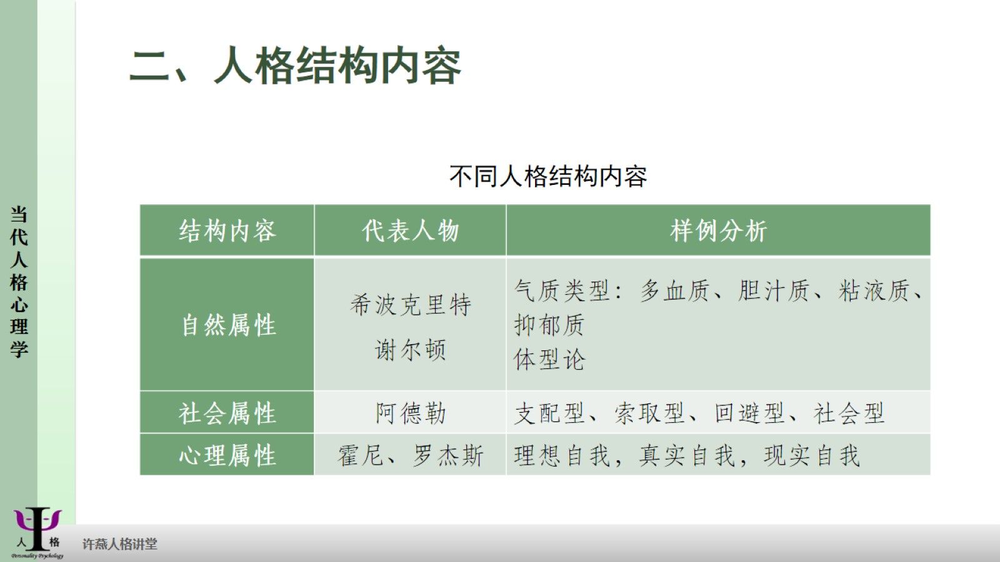 二、人格结构内容
不同人格结构内容
结构内容 代表人物 样例分析
自然属性
希波克里特
谢尔顿
气质类型：多血质、胆汁质、粘液质、
抑郁质
体型论
社会属性 阿德勒 支配型、索取型、回避型、社会型
心理属性 霍尼、罗杰斯 理想自我，真实自我，现实自我
当代人格心理学
人格
Personality Psychology
许燕人格讲堂